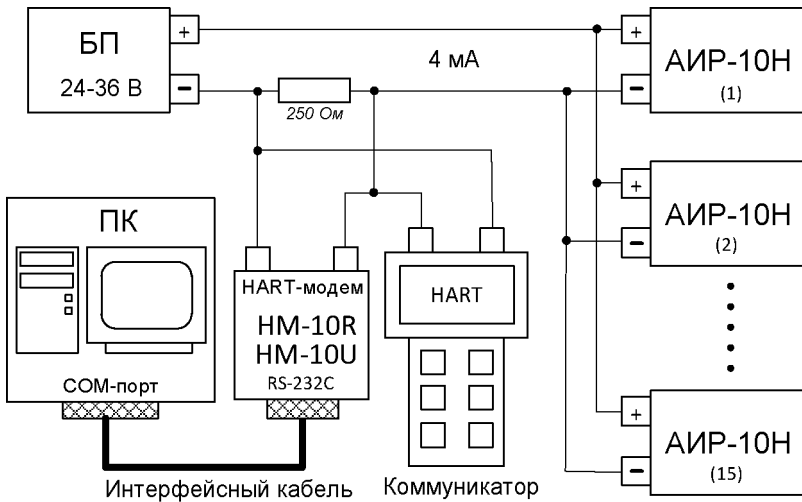 БП
24-36 В
+
−
250 Ом
4 мА
+
−
АИР-10Н
(1)
+
−
АИР-10Н
(2)
+
−
АИР-10Н
(15)
ПК
COM-порт
HART-модем
HM-10R
HM-10U
RS-232C
HART
Интерфейсный кабель
Коммуникатор